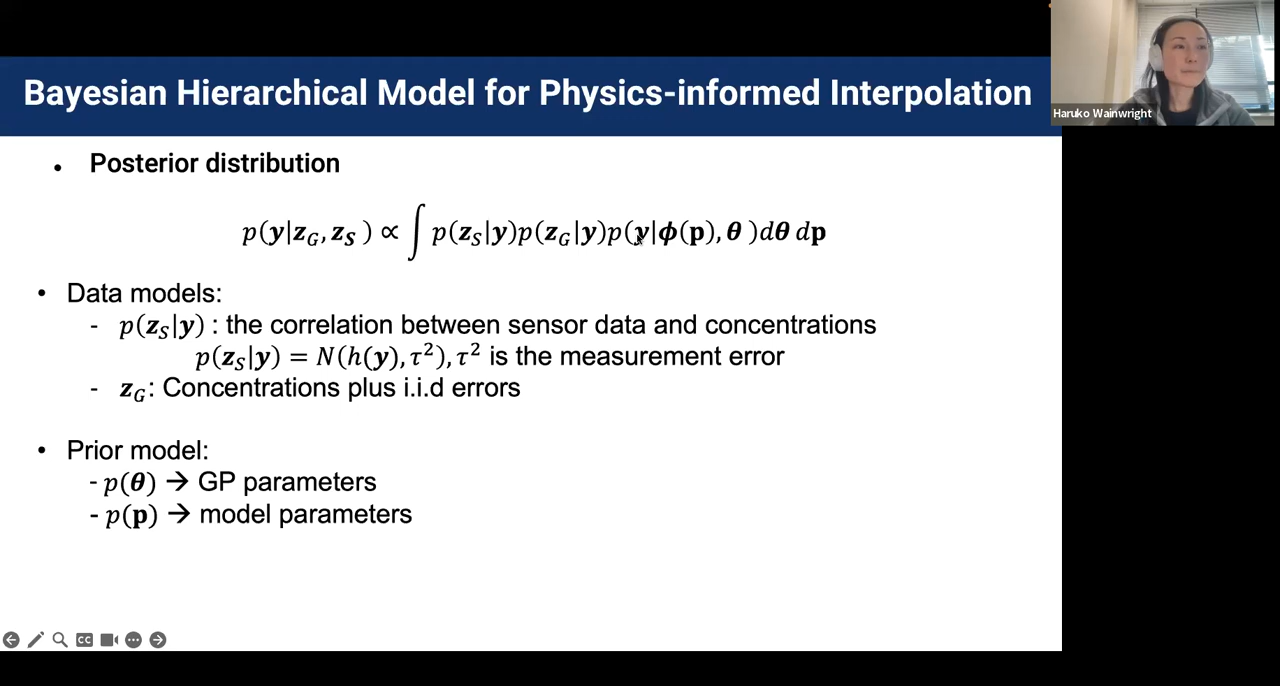 Bayesian Hierarchical Model for Physics-informed Interpolation
Haruko Wainwright
• Posterior distribution
p(y|z_G, z_S) ∝ ∫ p(z_S|y)p(z_G|y)p(y|ϕ(p), θ)dθ dp
• Data models:
- p(z_S|y) : the correlation between sensor data and concentrations
p(z_S|y) = N(h(y), τ²), τ² is the measurement error
- z_G: Concentrations plus i.i.d errors
• Prior model:
- p(θ) → GP parameters
- p(p) → model parameters
CC